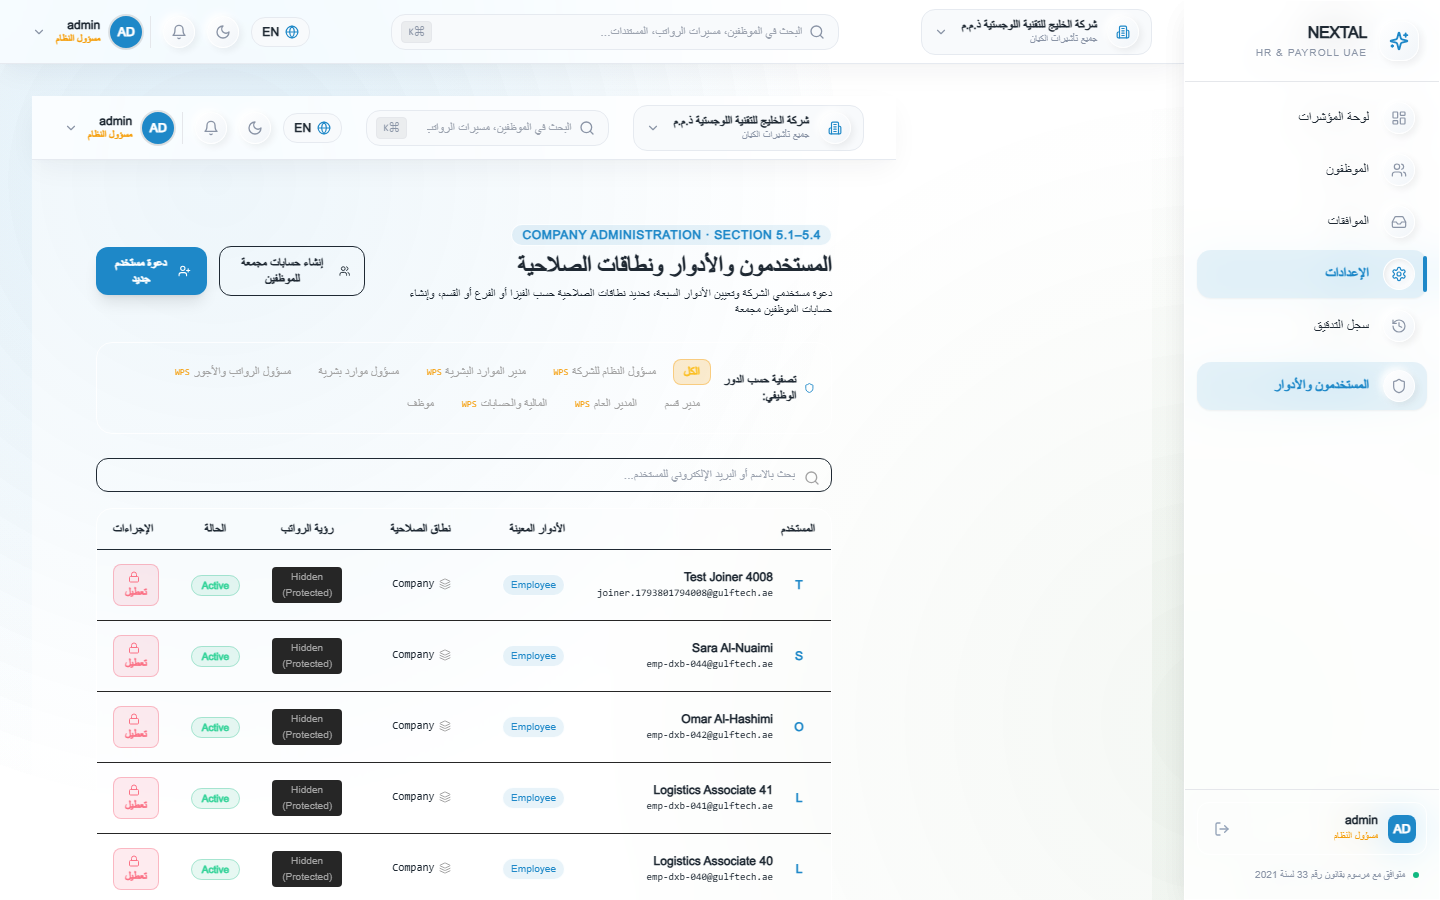 NEXTAL
HR & PAYROLL UAE
لوحة المؤشرات
الموظفون
الموافقات
الإعدادات
سجل التدقيق
المستخدمون والأدوار
admin
مسؤول النظام
AD
متوافق مع مرسوم بقانون رقم 33 لسنة 2021
شركة الخليج للتقنية اللوجستية ذ.م.م
جميع تأشيرات الكيان
البحث في الموظفين، مسيرات الرواتب، المستندات...
⌘K
EN
AD
admin
مسؤول النظام
شركة الخليج للتقنية اللوجستية ذ.م.م
جميع تأشيرات الكيان
البحث في الموظفين، مسيرات الرواتب
⌘K
EN
AD
admin
مسؤول النظام
COMPANY ADMINISTRATION · SECTION 5.1–5.4
المستخدمون والأدوار ونطاقات الصلاحية
دعوة مستخدمي الشركة وتعيين الأدوار السبعة، تحديد نطاقات الصلاحية حسب الفيزا أو الفرع أو القسم، وإنشاء
حسابات الموظفين مجمعة
إنشاء حسابات مجمعة
للموظفين
دعوة مستخدم
جديد
تصفية حسب الدور
الوظيفي:
الكل
مسؤول النظام للشركة WPS
مدير الموارد البشرية WPS
مسؤول موارد بشرية
مسؤول الرواتب والأجور WPS
مدير قسم
المدير العام WPS
المالية والحسابات WPS
موظف
بحث بالاسم أو البريد الإلكتروني للمستخدم...
المستخدم الأدوار المعينة نطاق الصلاحية رؤية الرواتب الحالة الإجراءات
T
Test Joiner 4008
joiner.1793801794008@gulftech.ae
Employee
Company
Hidden
(Protected)
Active
تعطيل
S
Sara Al-Nuaimi
emp-dxb-044@gulftech.ae
Employee
Company
Hidden
(Protected)
Active
تعطيل
O
Omar Al-Hashimi
emp-dxb-042@gulftech.ae
Employee
Company
Hidden
(Protected)
Active
تعطيل
L
Logistics Associate 41
emp-dxb-041@gulftech.ae
Employee
Company
Hidden
(Protected)
Active
تعطيل
L
Logistics Associate 40
emp-dxb-040@gulftech.ae
Employee
Company
Hidden
(Protected)
Active
تعطيل